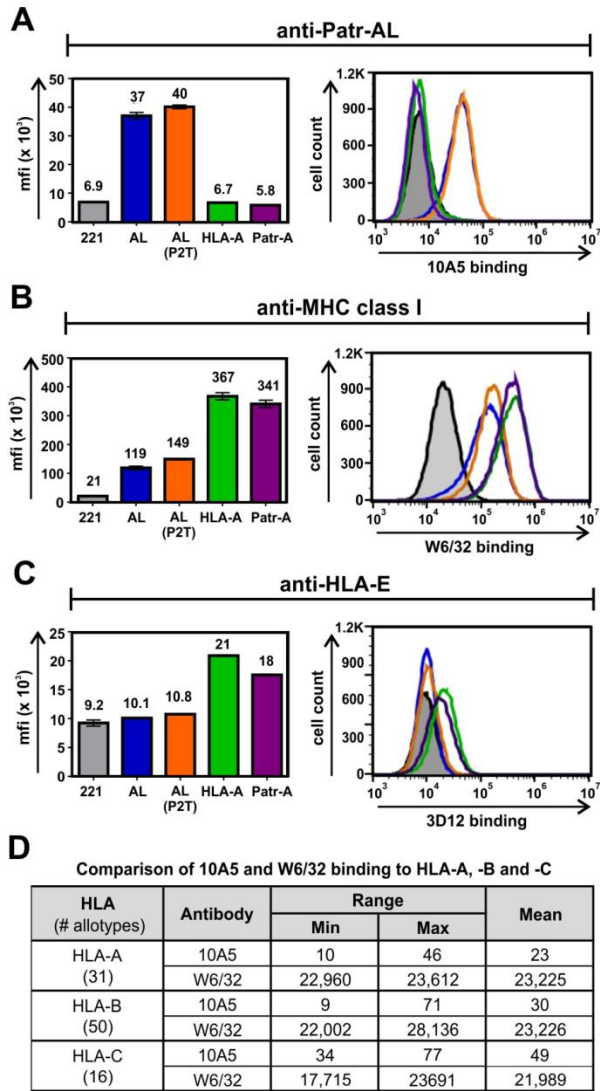 A
anti-Patr-AL
mfi (x 10³)
50
40
30
20
10
0
6.9
37
40
6.7
5.8
221
AL
AL
(P2T)
HLA-A
Patr-A
cell count
1.2K
900
600
300
0
10³
10⁴
10⁵
10⁶
10⁷
10A5 binding
B
anti-MHC class I
mfi (x 10³)
500
400
300
200
100
0
21
119
149
367
341
221
AL
AL
(P2T)
HLA-A
Patr-A
cell count
1.2K
900
600
300
0
10³
10⁴
10⁵
10⁶
10⁷
W6/32 binding
C
anti-HLA-E
mfi (x 10³)
25
20
15
10
5
0
9.2
10.1
10.8
21
18
221
AL
AL
(P2T)
HLA-A
Patr-A
cell count
1.2K
900
600
300
0
10³
10⁴
10⁵
10⁶
10⁷
3D12 binding
D
Comparison of 10A5 and W6/32 binding to HLA-A, -B and -C
HLA
(# allotypes)
Antibody
Range
Mean
Min
Max
HLA-A
(31)
10A5 10 46 23
W6/32 22,960 23,612 23,225
HLA-B
(50)
10A5 9 71 30
W6/32 22,002 28,136 23,226
HLA-C
(16)
10A5 34 77 49
W6/32 17,715 23691 21,989